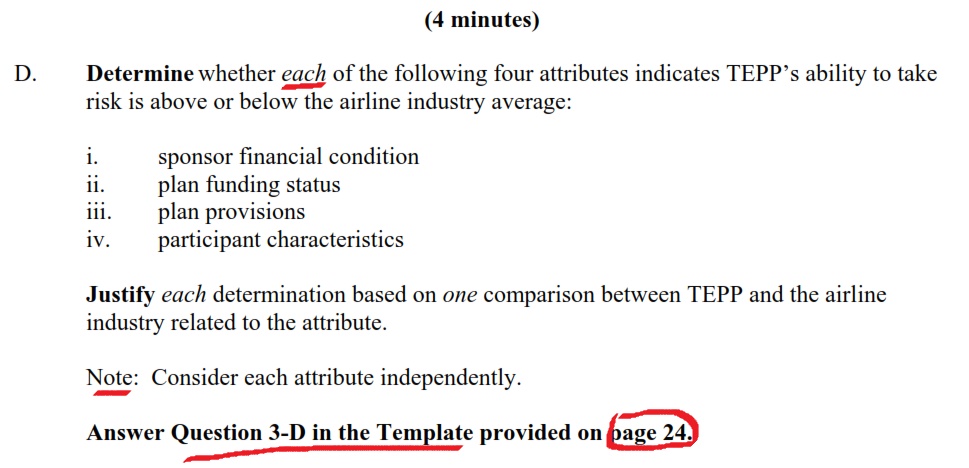 (4 minutes)
D. Determine whether each of the following four attributes indicates TEPP’s ability to take
risk is above or below the airline industry average:
i. sponsor financial condition
ii. plan funding status
iii. plan provisions
iv. participant characteristics
Justify each determination based on one comparison between TEPP and the airline
industry related to the attribute.
Note: Consider each attribute independently.
Answer Question 3-D in the Template provided on page 24.